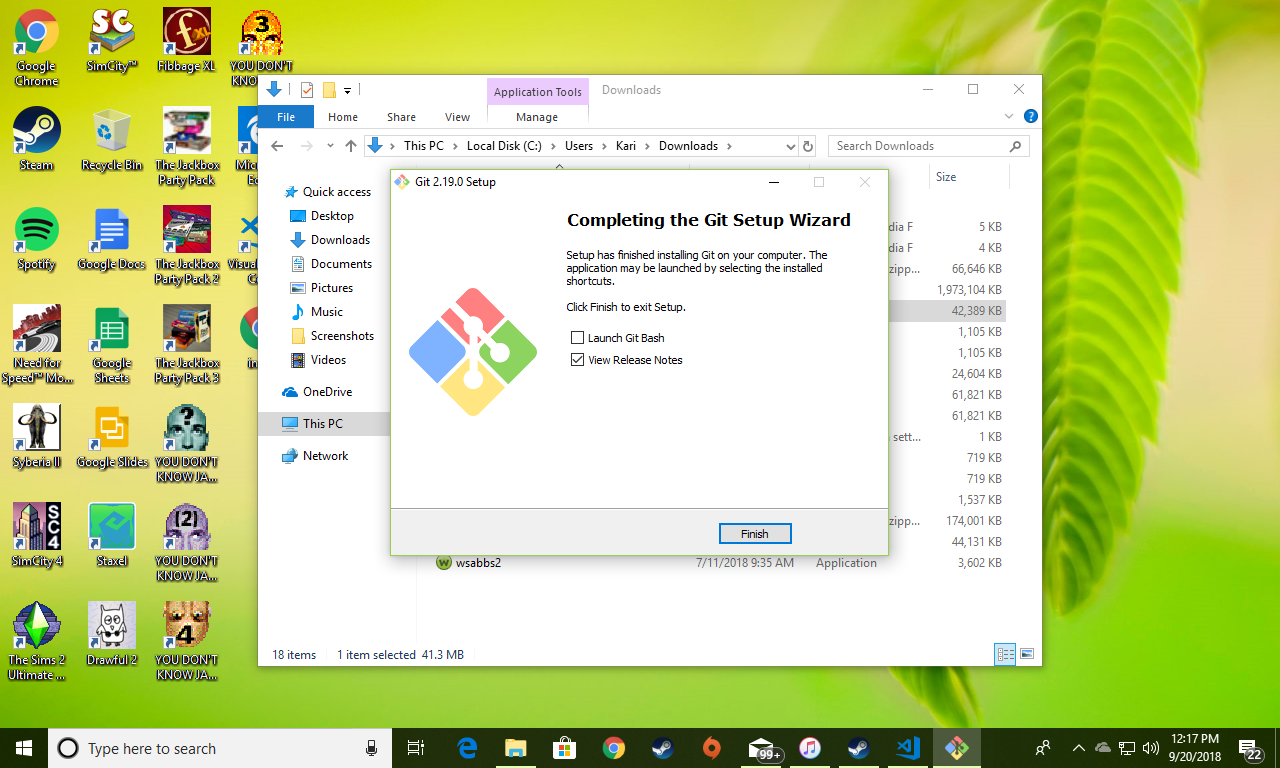 Google Chrome
SimCity™
Fibbage XL
YOU DON'T
Steam
Recycle Bin
The Jackbox Party Pack
Spotify
Google Docs
The Jackbox Party Pack 2
Need for Speed™ Mo...
Google Sheets
The Jackbox Party Pack 3
Syberia II
Google Slides
YOU DON'T KNOW JA...
SimCity 4
Staxel
YOU DON'T KNOW JA...
The Sims 2 Ultimate ...
Drawful 2
YOU DON'T KNOW JA...
Application Tools
Downloads
File
Home
Share
View
Manage
This PC
Local Disk (C:)
Users
Kari
Downloads
Search Downloads
Quick access
Desktop
Downloads
Documents
Pictures
Music
Screenshots
Videos
OneDrive
This PC
Network
Size
dia F 5 KB
dia F 4 KB
zipp... 66,646 KB
1,973,104 KB
42,389 KB
1,105 KB
1,105 KB
24,604 KB
61,821 KB
61,821 KB
sett... 1 KB
719 KB
719 KB
1,537 KB
zipp... 174,001 KB
44,131 KB
wsabbs2 7/11/2018 9:35 AM Application 3,602 KB
18 items 1 item selected 41.3 MB
Git 2.19.0 Setup
Completing the Git Setup Wizard
Setup has finished installing Git on your computer. The
application may be launched by selecting the installed
shortcuts.
Click Finish to exit Setup.
Launch Git Bash
View Release Notes
Finish
Type here to search
99+
12:17 PM
9/20/2018
22